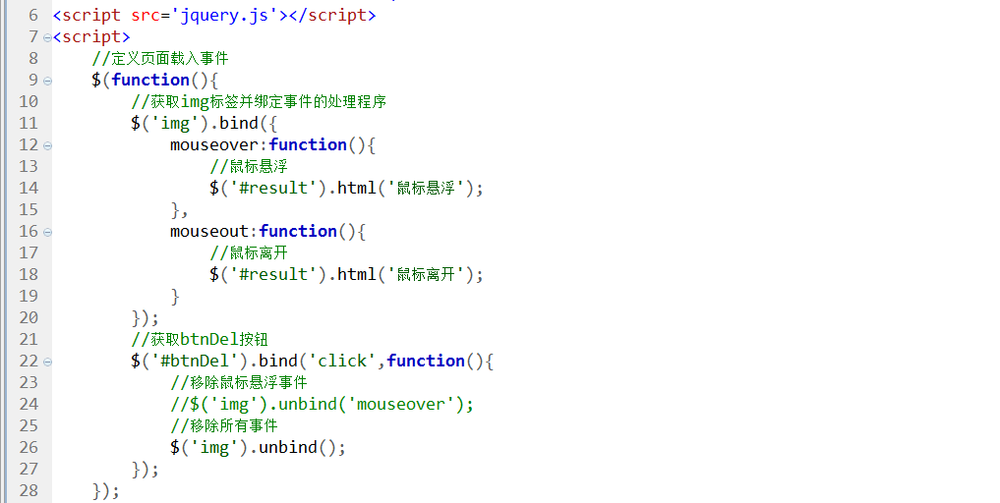 6 <script src='jquery.js'></script>
7 <script>
8     //定义页面载入事件
9     $(function(){
10         //获取img标签并绑定事件的处理程序
11         $('img').bind({
12             mouseover:function(){
13                 //鼠标悬浮
14                 $('#result').html('鼠标悬浮');
15             },
16             mouseout:function(){
17                 //鼠标离开
18                 $('#result').html('鼠标离开');
19             }
20         });
21         //获取btnDel按钮
22         $('#btnDel').bind('click',function(){
23             //移除鼠标悬浮事件
24             //$('img').unbind('mouseover');
25             //移除所有事件
26             $('img').unbind();
27         });
28     });